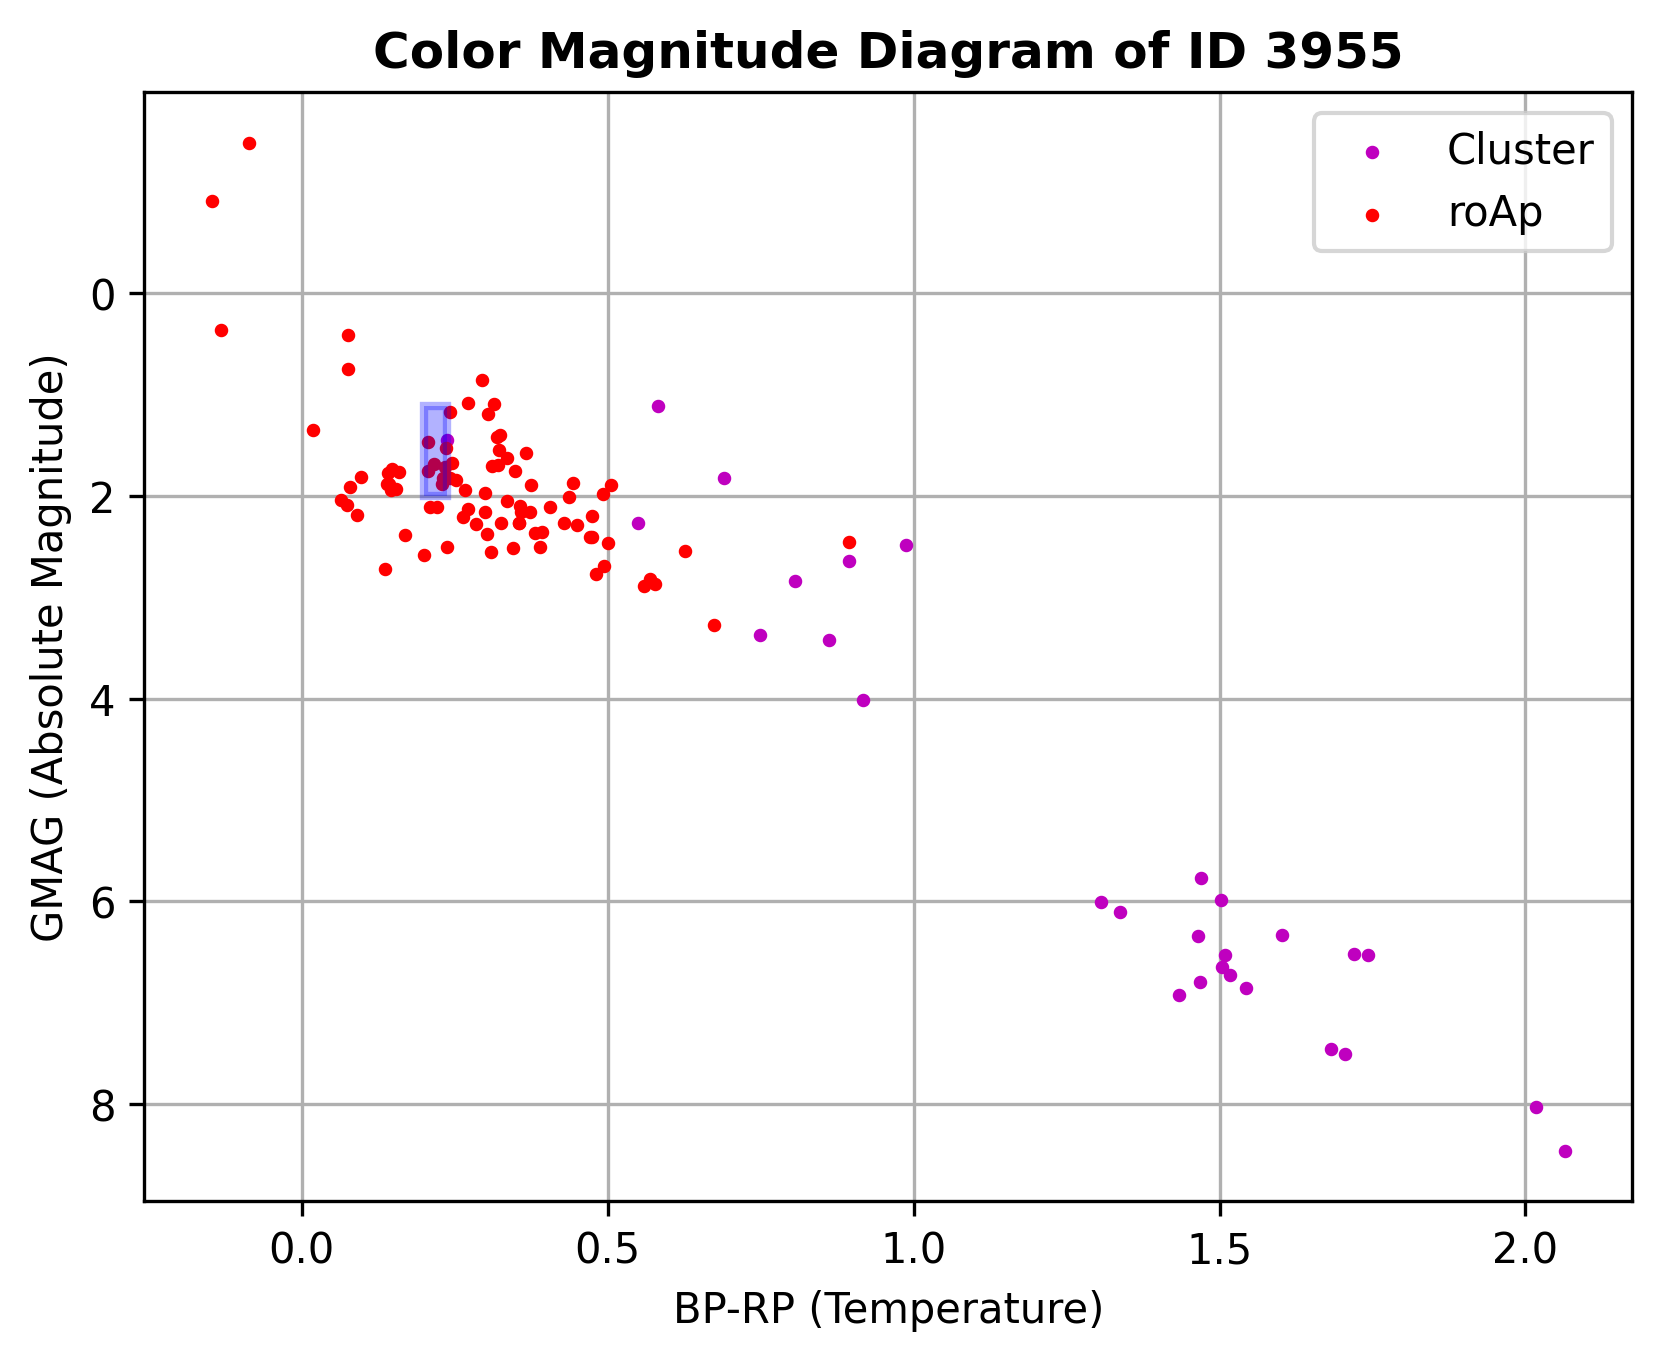 Color Magnitude Diagram of ID 3955
Cluster
roAp
GMAG (Absolute Magnitude)
0
2
4
6
8
0.0 0.5 1.0 1.5 2.0
BP-RP (Temperature)